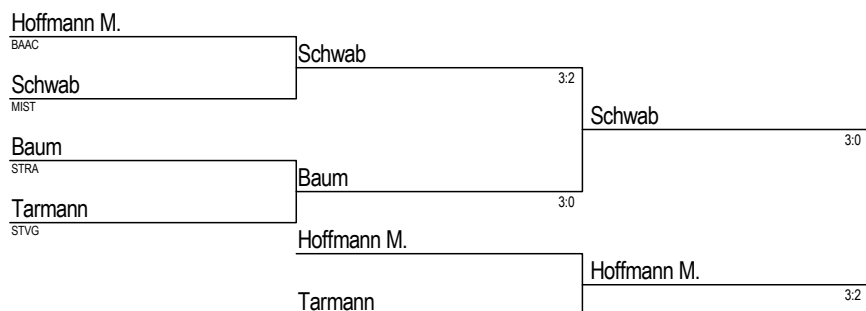 Hoffmann M.
BAAC
Schwab
3:2
Schwab
MIST
Schwab
3:0
Baum
STRA
Baum
3:0
Tarmann
STVG
Hoffmann M.
Hoffmann M.
3:2
Tarmann